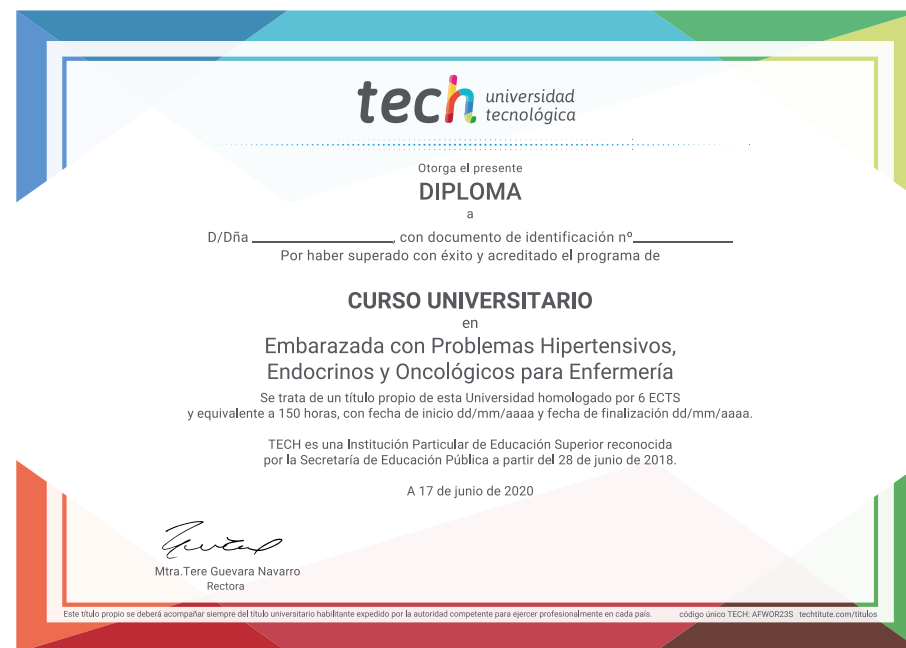 tech universidad
tecnológica
Otorga el presente
DIPLOMA
a
D/Dña ____________________, con documento de identificación nº______________
Por haber superado con éxito y acreditado el programa de
CURSO UNIVERSITARIO
en
Embarazada con Problemas Hipertensivos,
Endocrinos y Oncológicos para Enfermería
Se trata de un título propio de esta Universidad homologado por 6 ECTS
y equivalente a 150 horas, con fecha de inicio dd/mm/aaaa y fecha de finalización dd/mm/aaaa.
TECH es una Institución Particular de Educación Superior reconocida
por la Secretaría de Educación Pública a partir del 28 de junio de 2018.
A 17 de junio de 2020
Mtra.Tere Guevara Navarro
Rectora
Este título propio se deberá acompañar siempre del título universitario habilitante expedido por la autoridad competente para ejercer profesionalmente en cada país. código único TECH: AFWOR23S techtitute.com/titulos